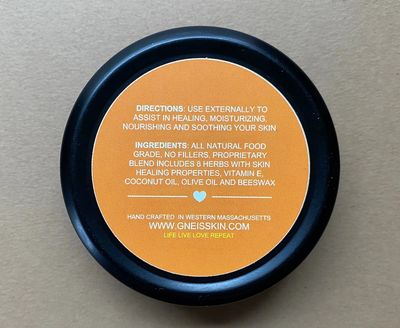 DIRECTIONS: USE EXTERNALLY TO
ASSIST IN HEALING, MOISTURIZING,
NOURISHING AND SOOTHING YOUR SKIN
INGREDIENTS: ALL NATURAL FOOD
GRADE, NO FILLERS, PROPRIETARY
BLEND INCLUDES 8 HERBS WITH SKIN
HEALING PROPERTIES, VITAMIN E,
COCONUT OIL, OLIVE OIL AND BEESWAX
HAND CRAFTED IN WESTERN MASSACHUSETTS
WWW.GNEISSKIN.COM
LIFE LIVE LOVE REPEAT